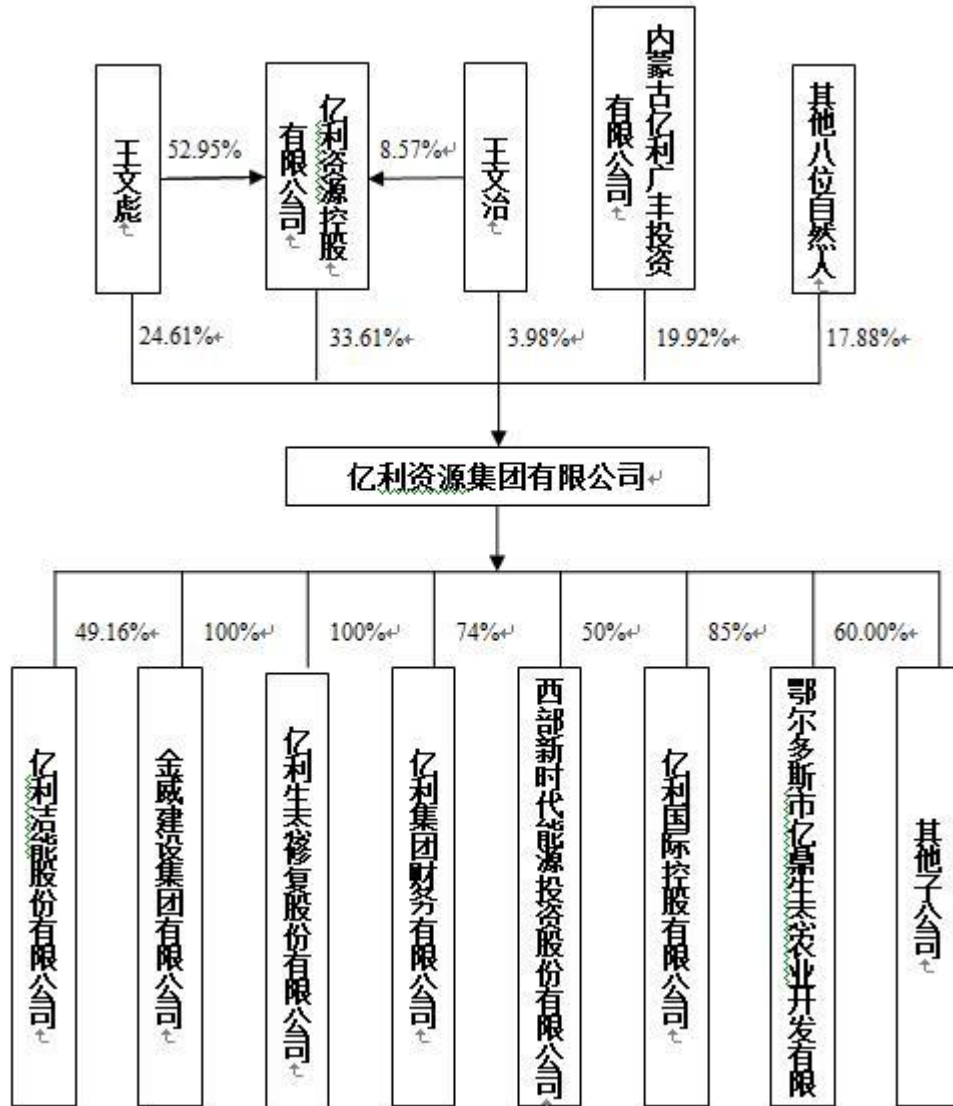 王文彪
52.95%
亿利资源控股
有限公司
8.57%
王文治
内蒙古亿利广丰投资
有限公司
其他八位自然人
24.61%
33.61%
3.98%
19.92%
17.88%
亿利资源集团有限公司
49.16%
100%
100%
74%
50%
85%
60.00%
亿利洁能股份有限公司
金威建设集团有限公司
亿利生态修复股份有限公司
亿利集团财务有限公司
西部新时代能源投资股份有限公司
亿利国际控股有限公司
鄂尔多斯市亿鼎生态农业开发有限
其他子公司